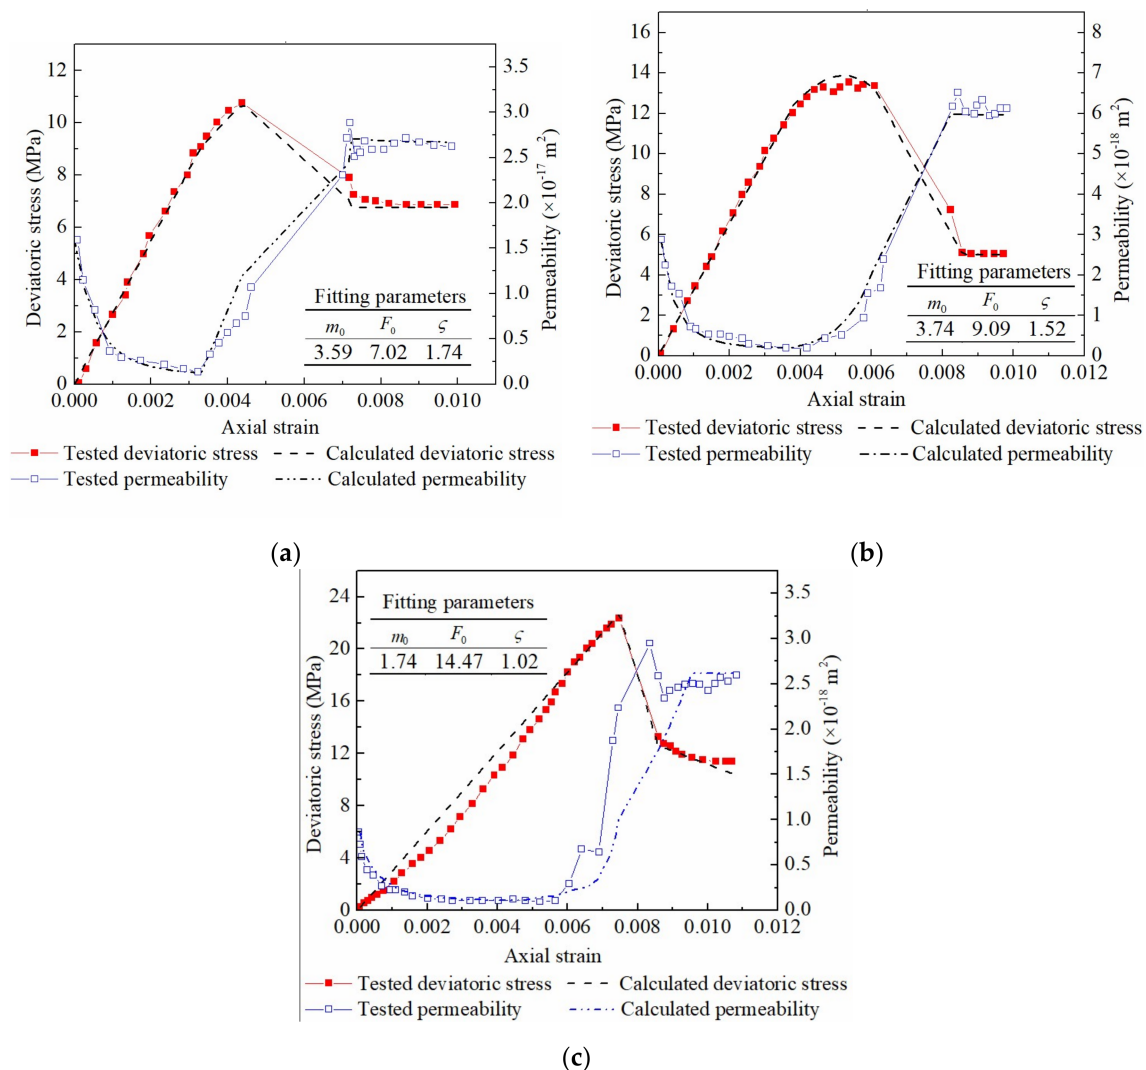 (a)
Deviatoric stress (MPa)
12
10
8
6
4
2
0
3.5
3.0
2.5
2.0
1.5
1.0
0.5
0.0
Permeability (×10⁻¹⁷ m²)
Fitting parameters
m₀ F₀ ς
3.59 7.02 1.74
0.000 0.002 0.004 0.006 0.008 0.010
Axial strain
Tested deviatoric stress Calculated deviatoric stress
Tested permeability Calculated permeability
(b)
Deviatoric stress (MPa)
16
14
12
10
8
6
4
2
0
8
7
6
5
4
3
2
1
0
Permeability (×10⁻¹⁸ m²)
Fitting parameters
m₀ F₀ ς
3.74 9.09 1.52
0.000 0.002 0.004 0.006 0.008 0.010 0.012
Axial strain
Tested deviatoric stress Calculated deviatoric stress
Tested permeability Calculated permeability
(c)
Deviatoric stress (MPa)
24
20
16
12
8
4
0
3.5
3.0
2.5
2.0
1.5
1.0
0.5
0.0
Permeability (×10⁻¹⁸ m²)
Fitting parameters
m₀ F₀ ς
1.74 14.47 1.02
0.000 0.002 0.004 0.006 0.008 0.010 0.012
Axial strain
Tested deviatoric stress Calculated deviatoric stress
Tested permeability Calculated permeability